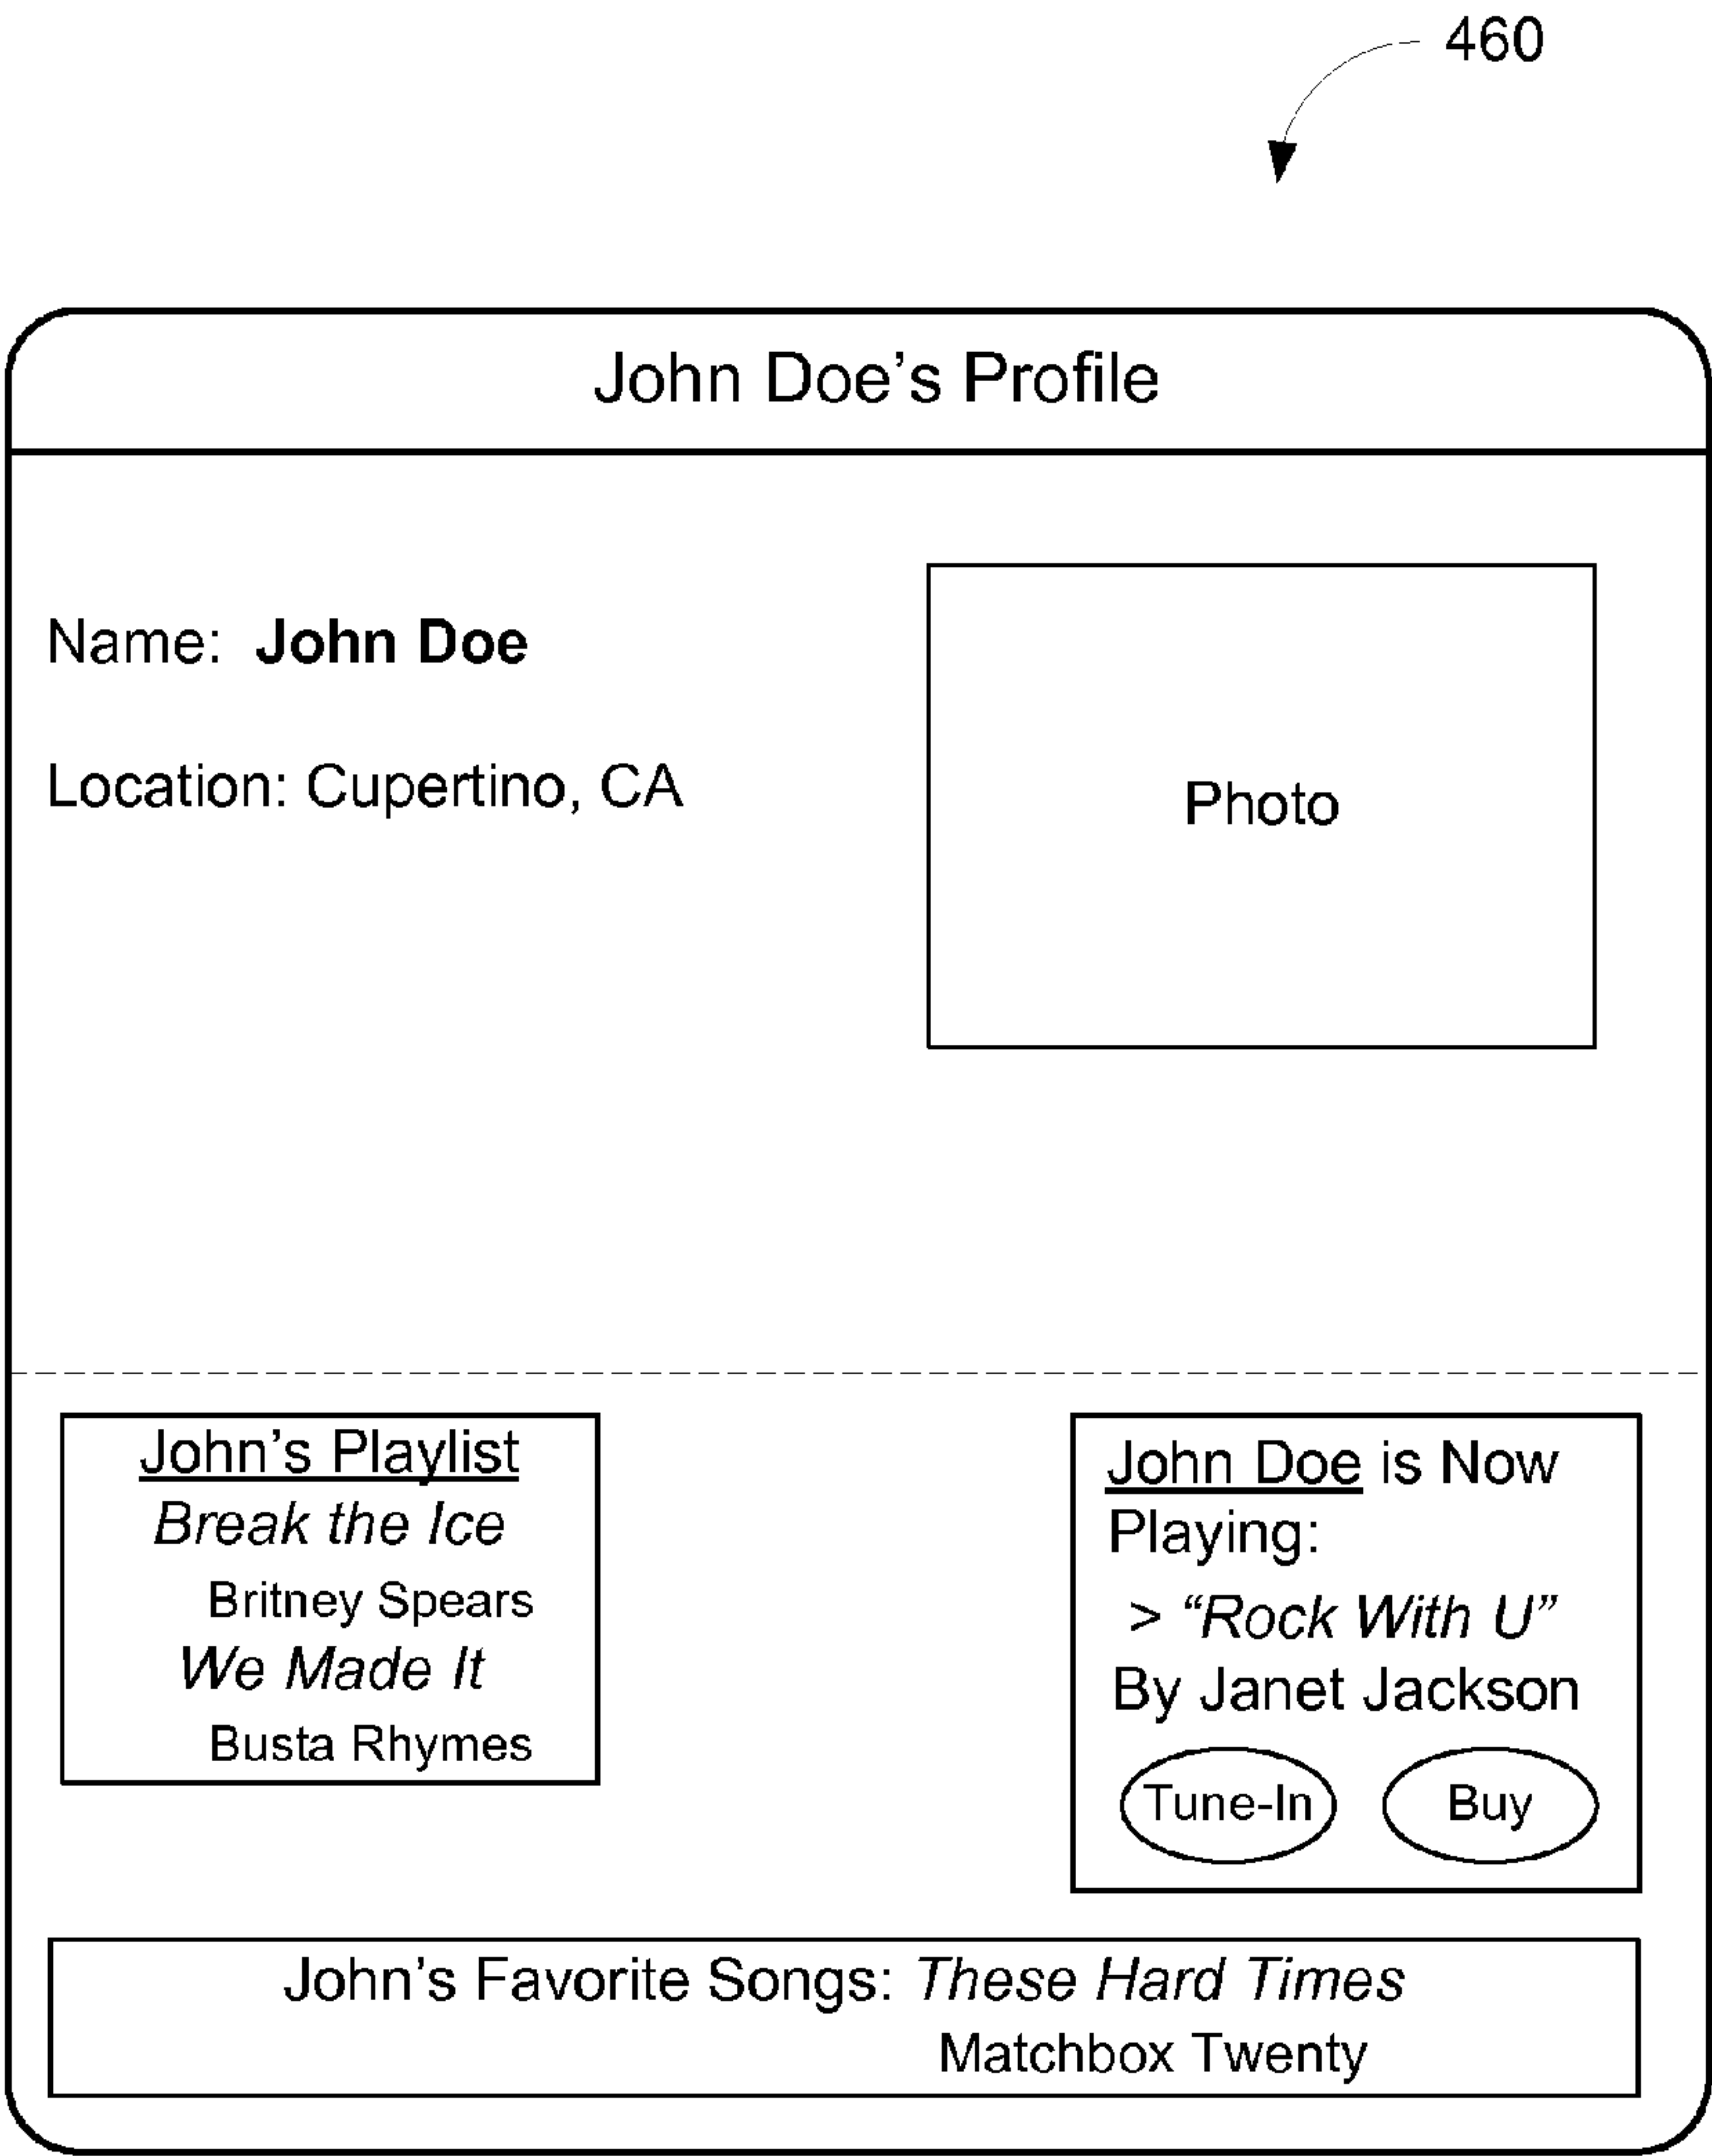 460
John Doe’s Profile
Name: John Doe
Location: Cupertino, CA
Photo
John’s Playlist
Break the Ice
Britney Spears
We Made It
Busta Rhymes
John Doe is Now
Playing:
> “Rock With U”
By Janet Jackson
Tune-In
Buy
John’s Favorite Songs: These Hard Times
Matchbox Twenty